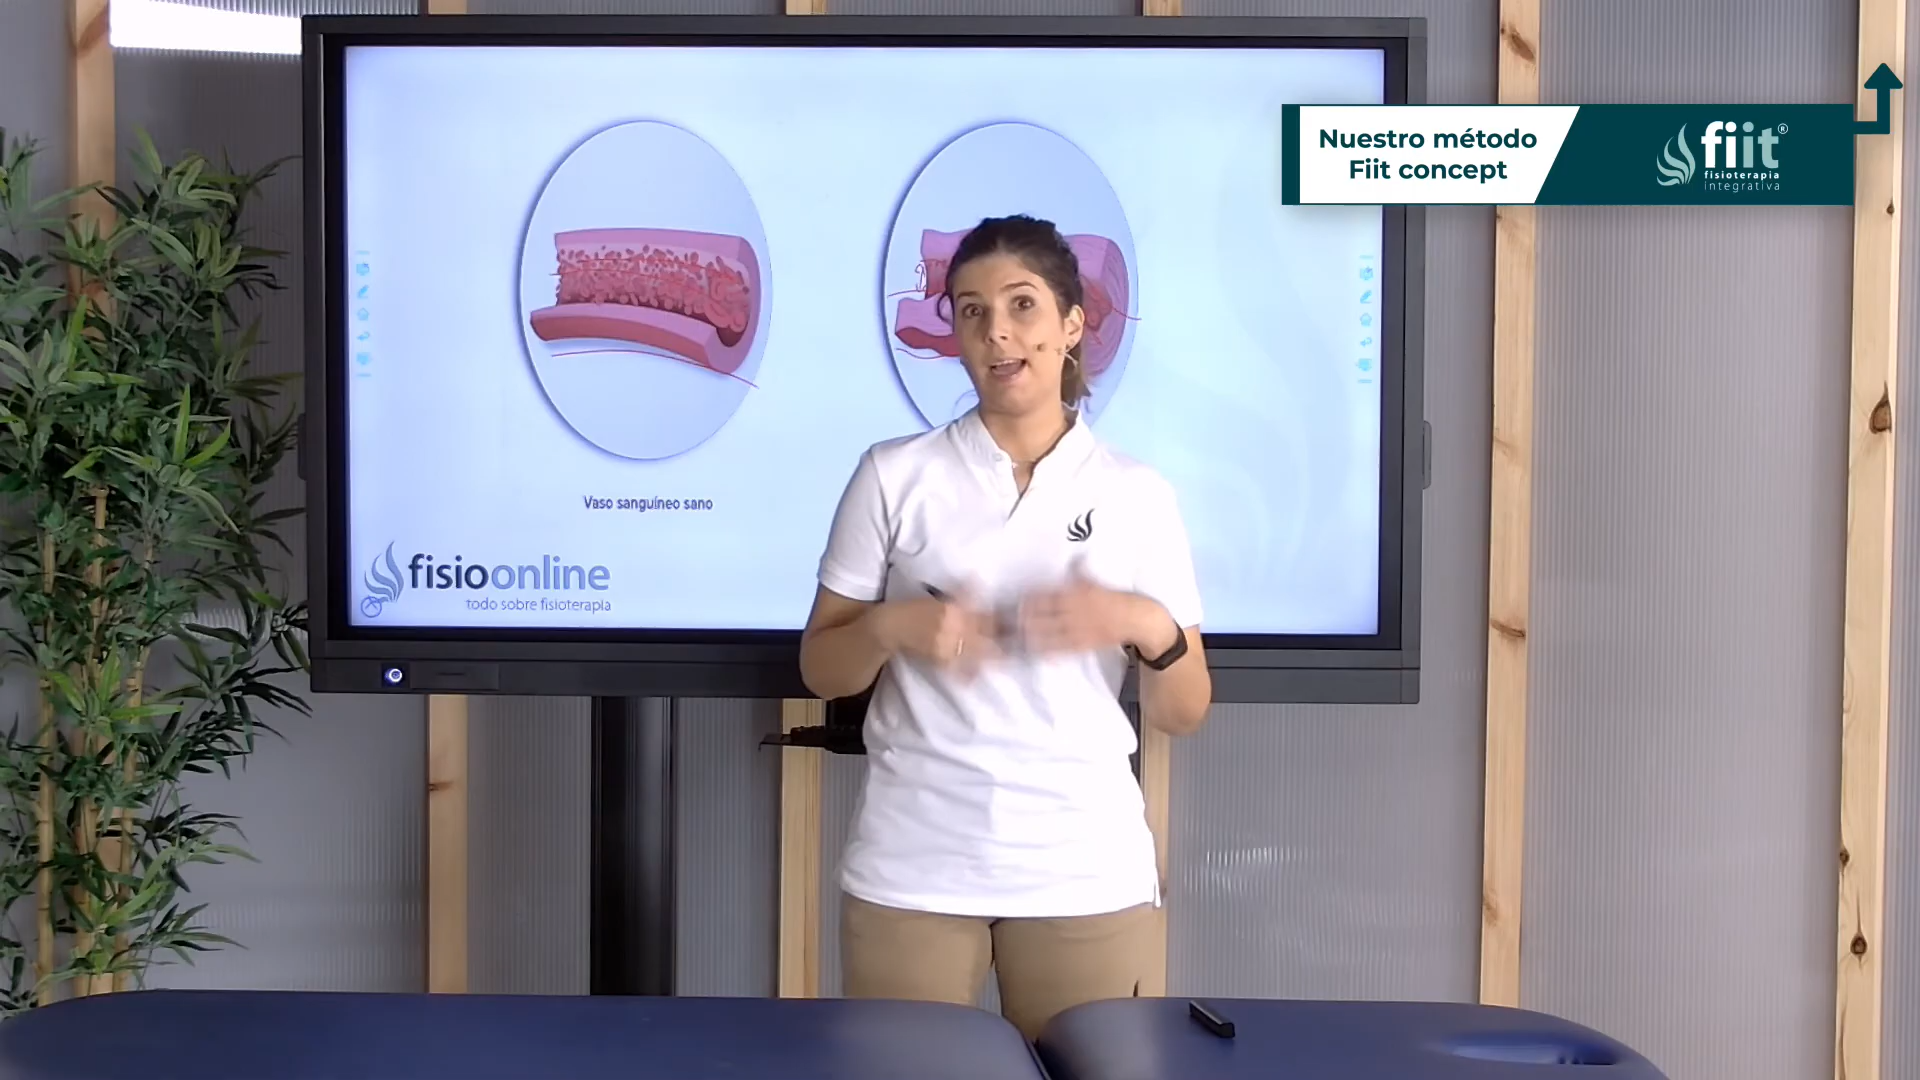 Nuestro método
Fiit concept
fiit®
fisioterapia
integrativa
Vaso sanguíneo sano
fisioonline
todo sobre fisioterapia